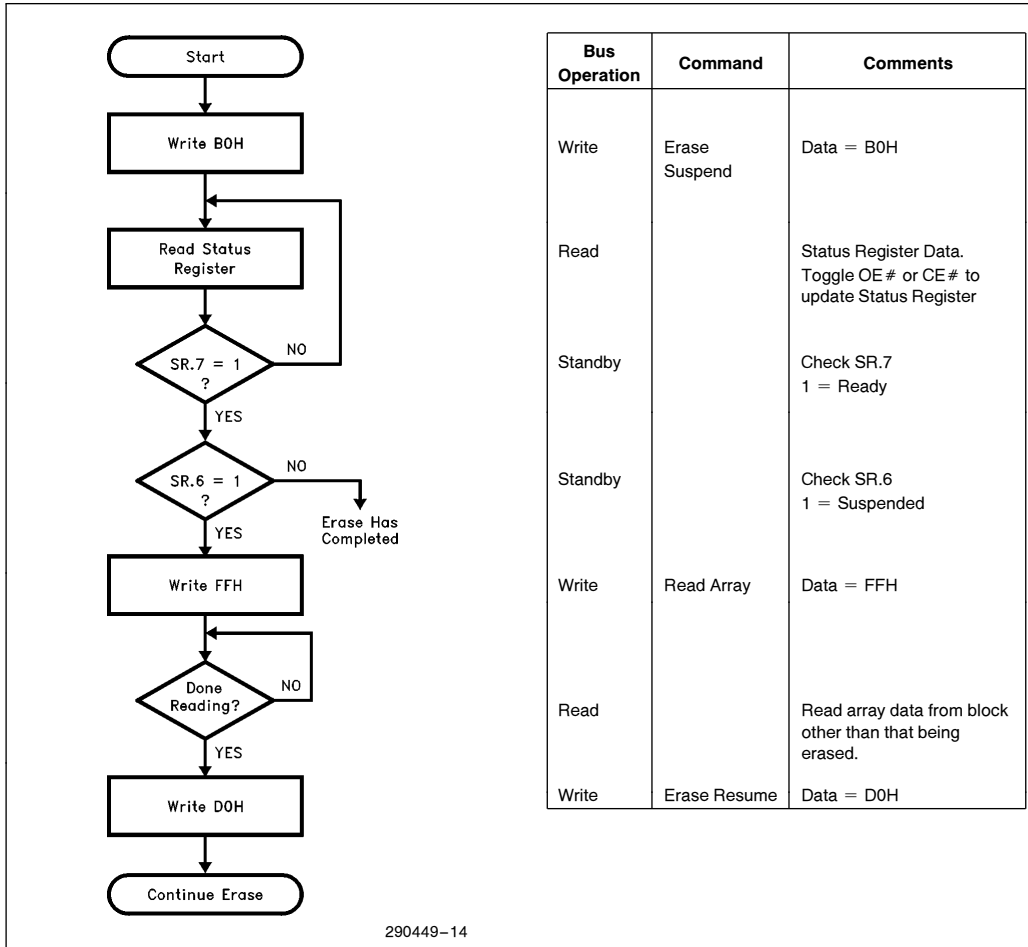 Start
Write B0H
Read Status
Register
SR.7 = 1
?
NO
YES
SR.6 = 1
?
NO
Erase Has
Completed
YES
Write FFH
Done
Reading?
NO
YES
Write D0H
Continue Erase
290449–14
Bus
Operation
Command
Comments
Write
Erase
Suspend
Data = B0H
Read
Status Register Data.
Toggle OE# or CE# to
update Status Register
Standby
Check SR.7
1 = Ready
Standby
Check SR.6
1 = Suspended
Write
Read Array
Data = FFH
Read
Read array data from block
other than that being
erased.
Write
Erase Resume
Data = D0H